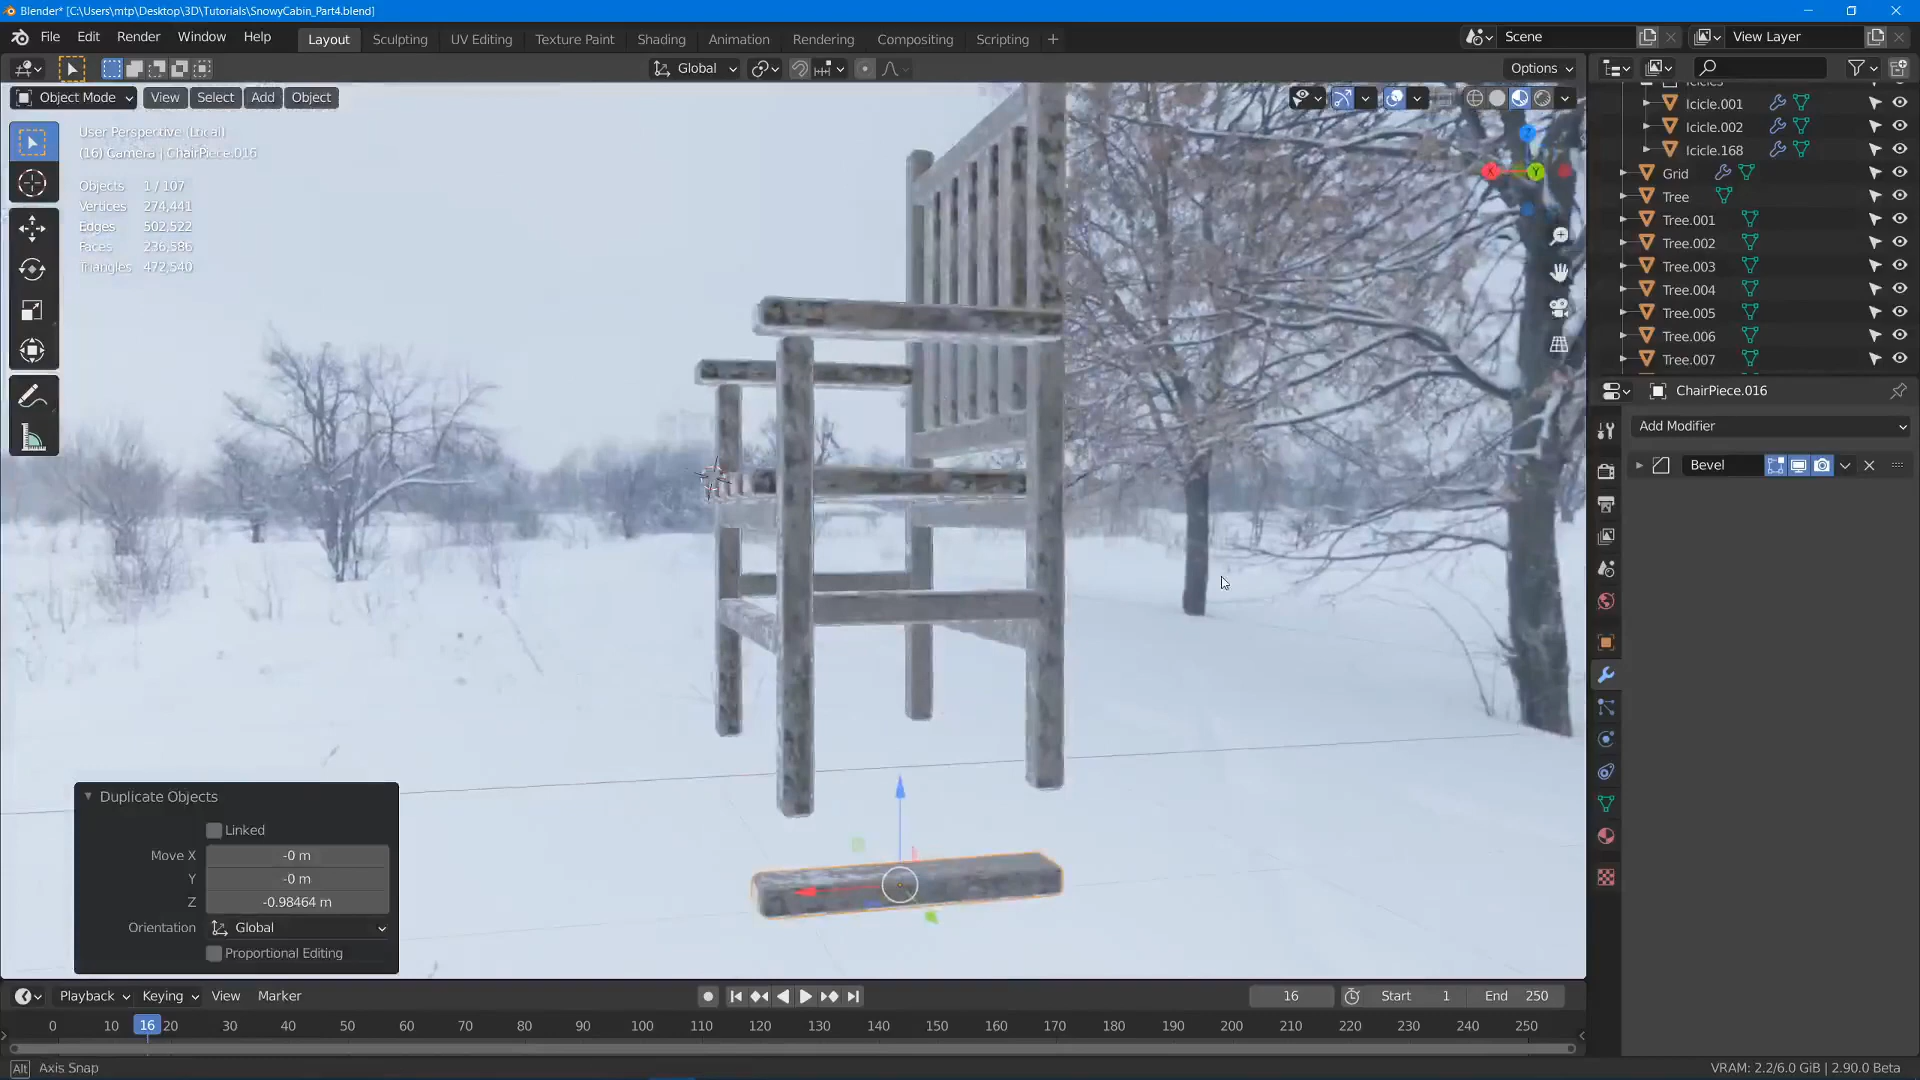 Blender* [C:\Users\mtp\Desktop\3D\Tutorials\SnowyCabin_Part4.blend]
File Edit Render Window Help
Layout Sculpting UV Editing Texture Paint Shading Animation Rendering Compositing Scripting +
Scene
View Layer
Global
Options
Object Mode View Select Add Object
User Perspective (Local)
(16) Camera | ChairPiece.016
Objects 1 / 107
Vertices 274,441
Edges 502,522
Faces 236,586
Triangles 472,540
Z
X
Y
Icicles
Icicle.001
Icicle.002
Icicle.168
Grid
Tree
Tree.001
Tree.002
Tree.003
Tree.004
Tree.005
Tree.006
Tree.007
ChairPiece.016
Add Modifier
Bevel
Duplicate Objects
Linked
Move X -0 m
Y -0 m
Z -0.98464 m
Orientation Global
Proportional Editing
Playback Keying View Marker
16
Start 1
End 250
0 10 16 20 30 40 50 60 70 80 90 100 110 120 130 140 150 160 170 180 190 200 210 220 230 240 250
Alt Axis Snap
VRAM: 2.2/6.0 GiB | 2.90.0 Beta